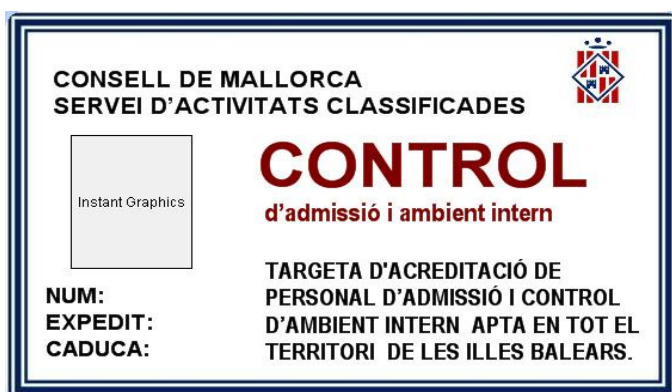 CONSELL DE MALLORCA
SERVEI D'ACTIVITATS CLASSIFICADES
Instant Graphics
CONTROL
d'admissió i ambient intern
NUM:
EXPEDIT:
CADUCA:
TARGETA D'ACREDITACIÓ DE
PERSONAL D'ADMISSIÓ I CONTROL
D'AMBIENT INTERN APTA EN TOT EL
TERRITORI DE LES ILLES BALEARS.